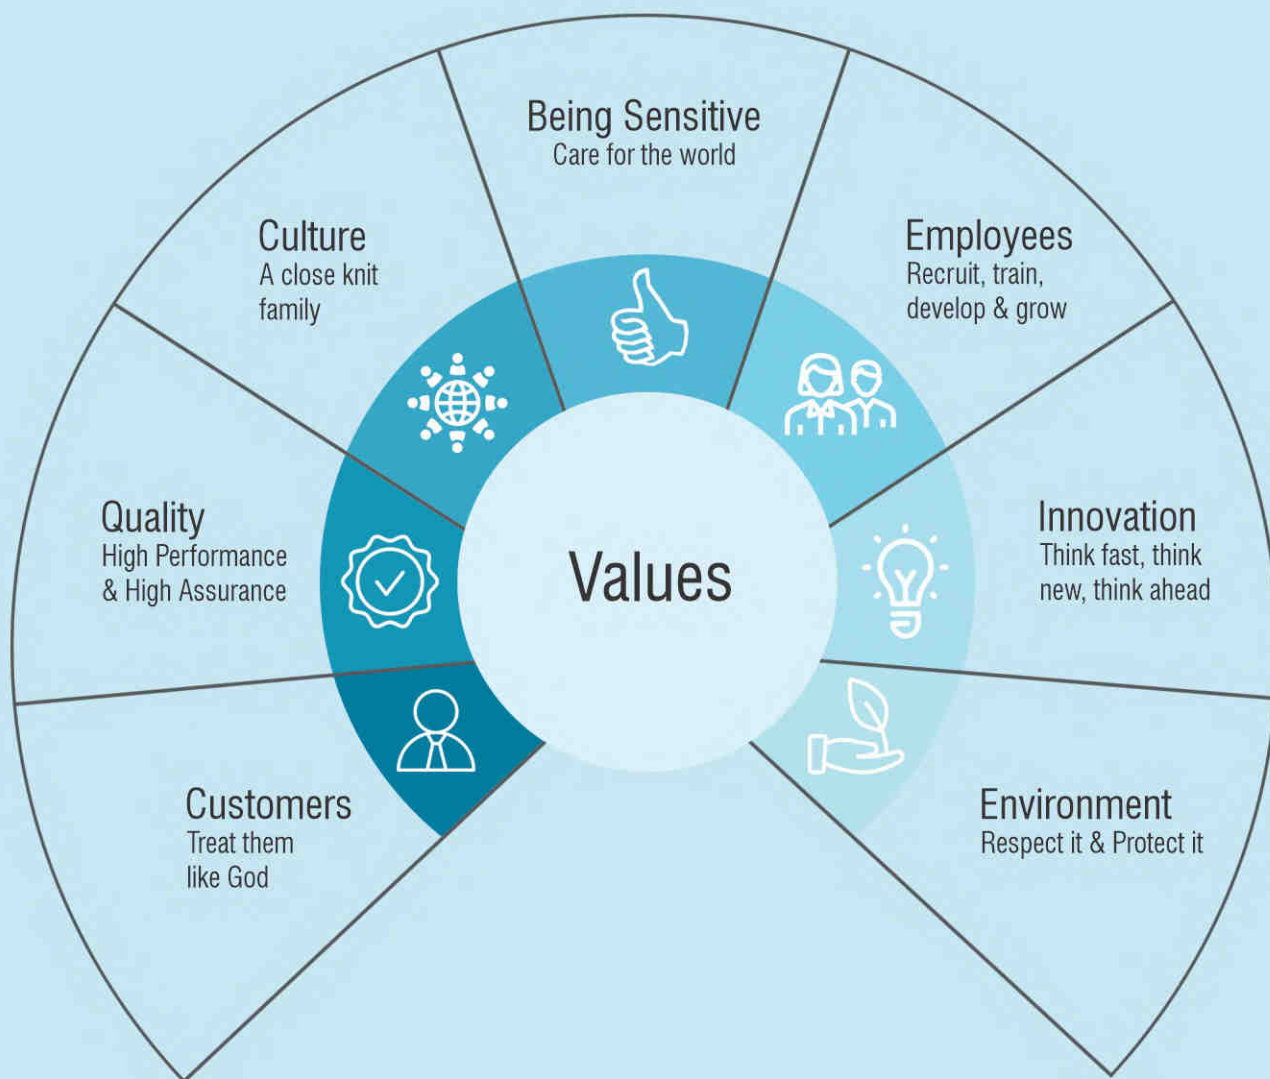 Being Sensitive
Care for the world
Culture
A close knit
family
Employees
Recruit, train,
develop & grow
Quality
High Performance
& High Assurance
Values
Innovation
Think fast, think
new, think ahead
Customers
Treat them
like God
Environment
Respect it & Protect it